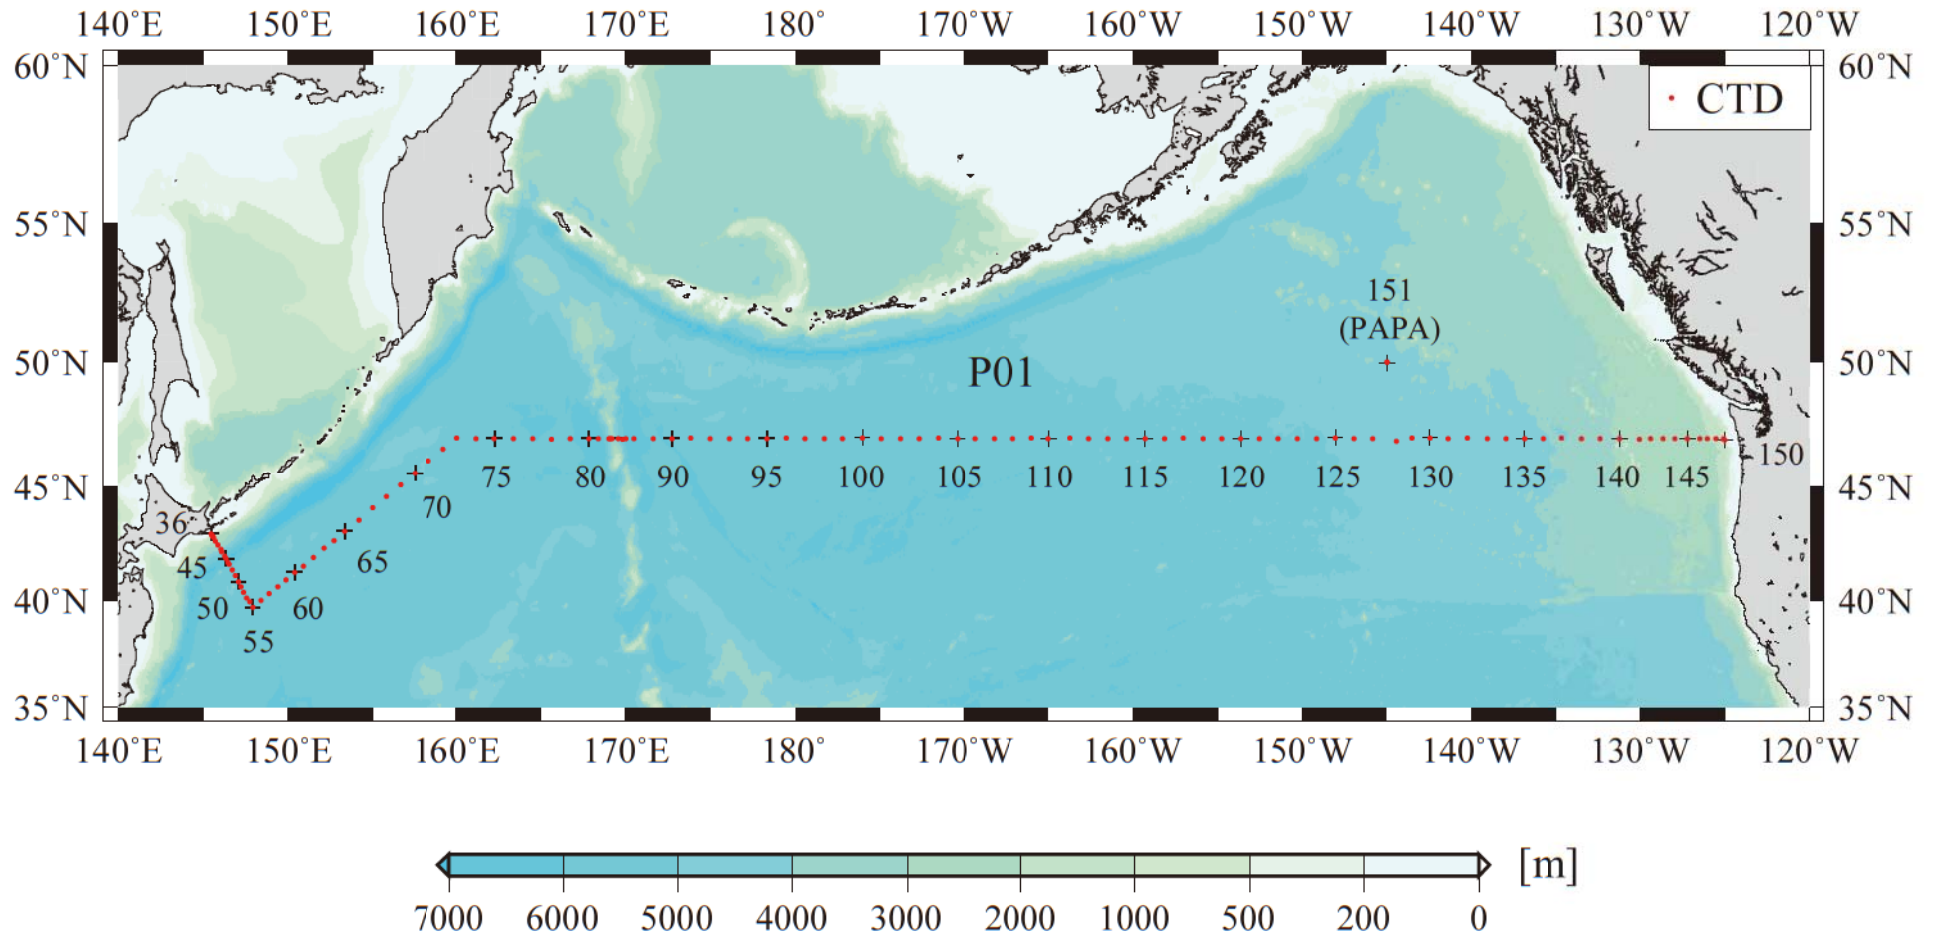 140°E 150°E 160°E 170°E 180° 170°W 160°W 150°W 140°W 130°W 120°W
60°N 60°N
CTD
55°N 55°N
151
(PAPA)
50°N P01 50°N
150
75 80 90 95 100 105 110 115 120 125 130 135 140 145
45°N 45°N
70
36
65
45
40°N 50 60 40°N
55
35°N 35°N
140°E 150°E 160°E 170°E 180° 170°W 160°W 150°W 140°W 130°W 120°W
[m]
7000 6000 5000 4000 3000 2000 1000 500 200 0